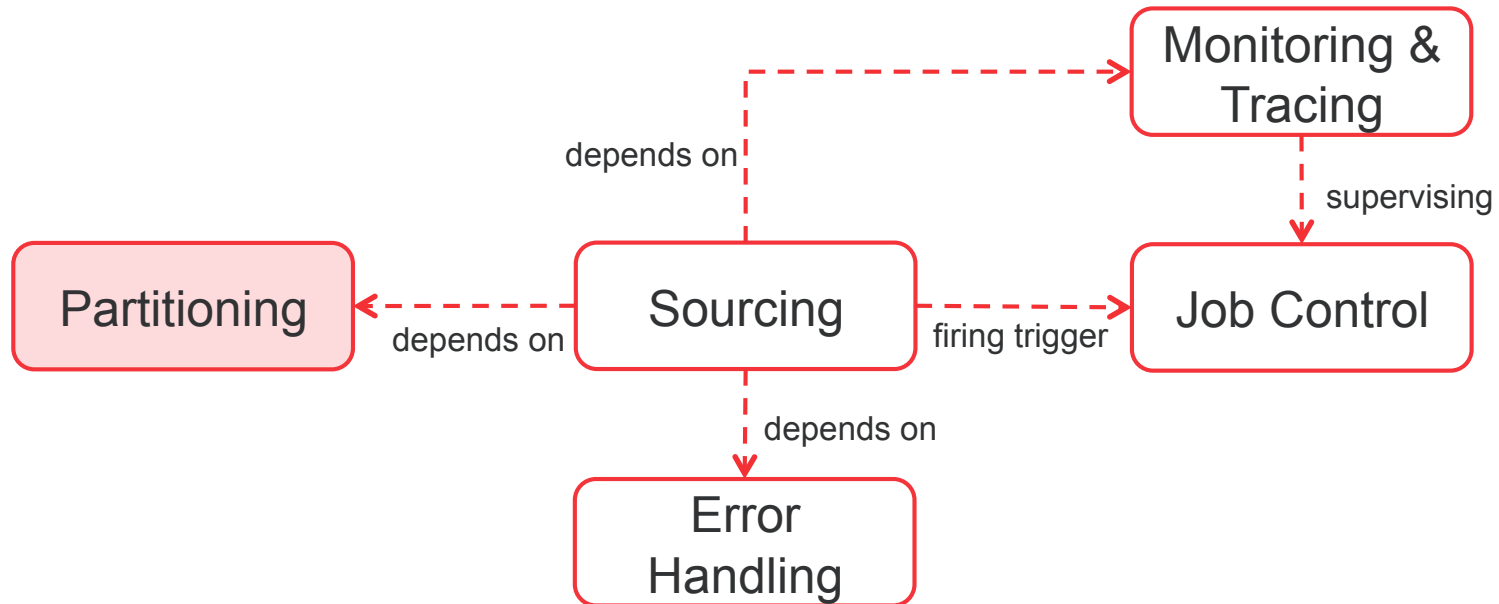 Monitoring &
Tracing
depends on
supervising
Partitioning
Sourcing
Job Control
depends on
firing trigger
depends on
Error
Handling